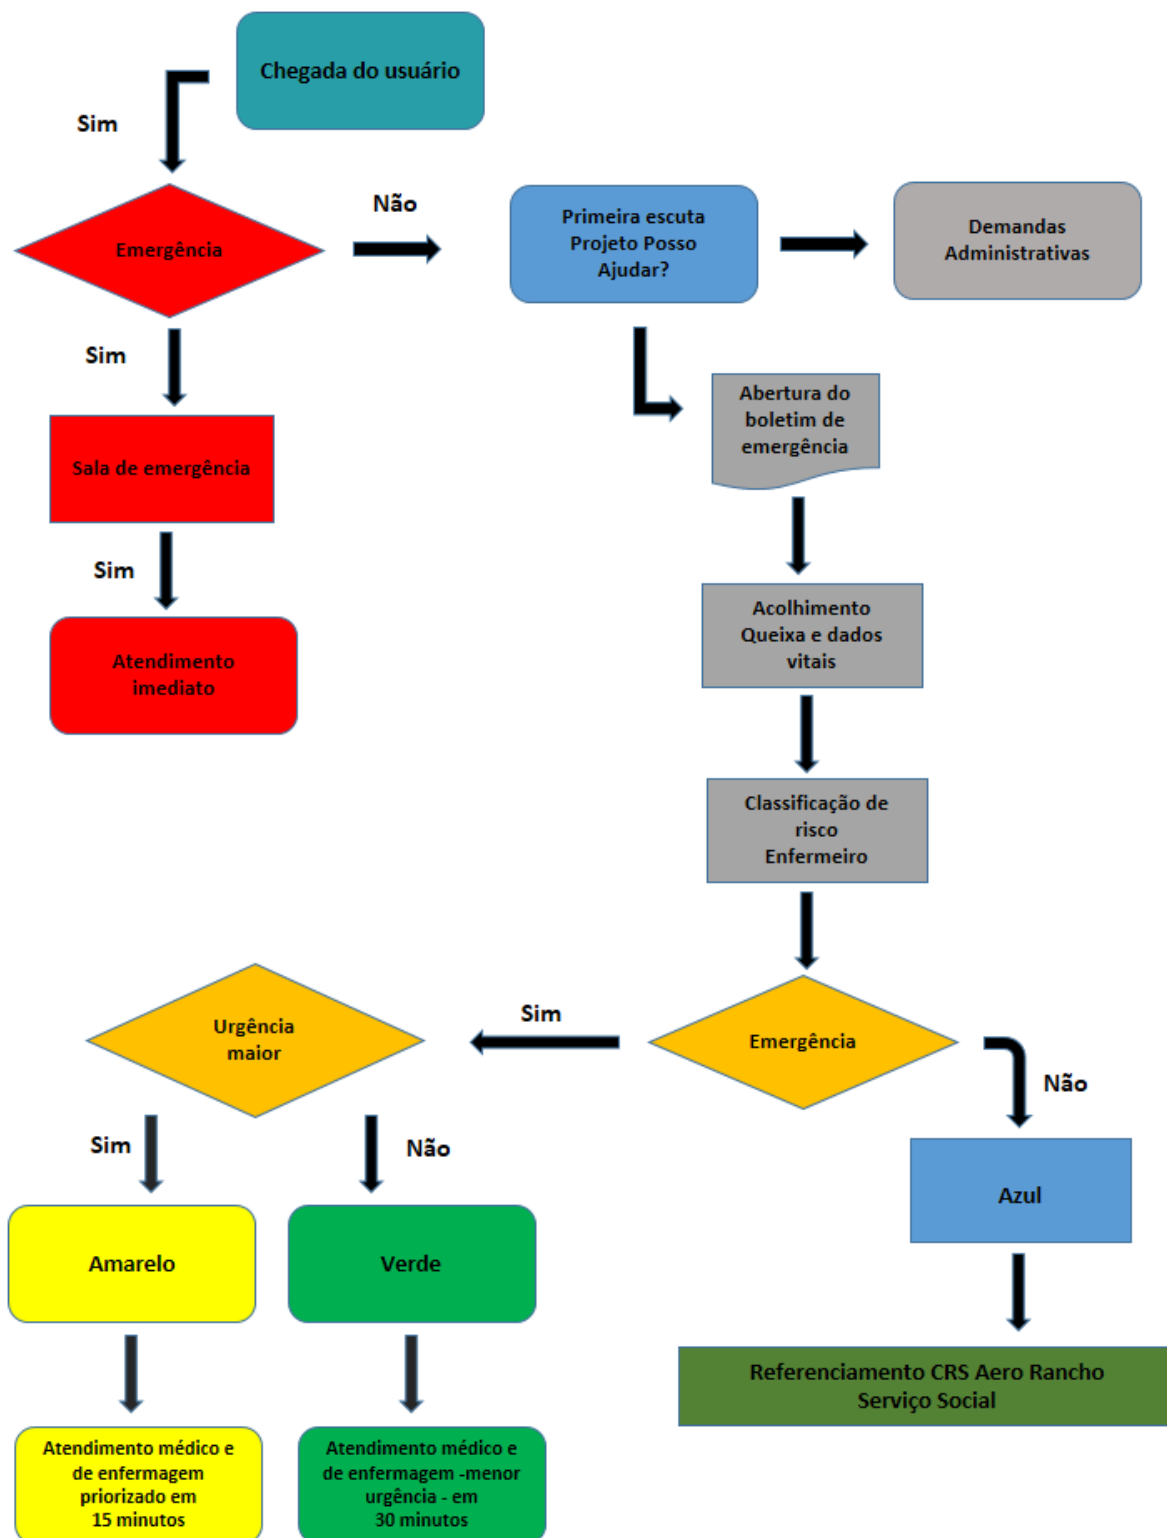 Chegada do usuário
Sim
Emergência
Não
Primeira escuta
Projeto Posso
Ajudar?
Demandas
Administrativas
Sim
Sala de emergência
Sim
Atendimento
imediato
Abertura do
boletim de
emergência
Acolhimento
Queixa e dados
vitais
Classificação de
risco
Enfermeiro
Emergência
Sim
Urgência
maior
Não
Sim
Não
Amarelo
Verde
Azul
Atendimento médico e
de enfermagem
priorizado em
15 minutos
Atendimento médico e
de enfermagem -menor
urgência - em
30 minutos
Referenciamento CRS Aero Rancho
Serviço Social